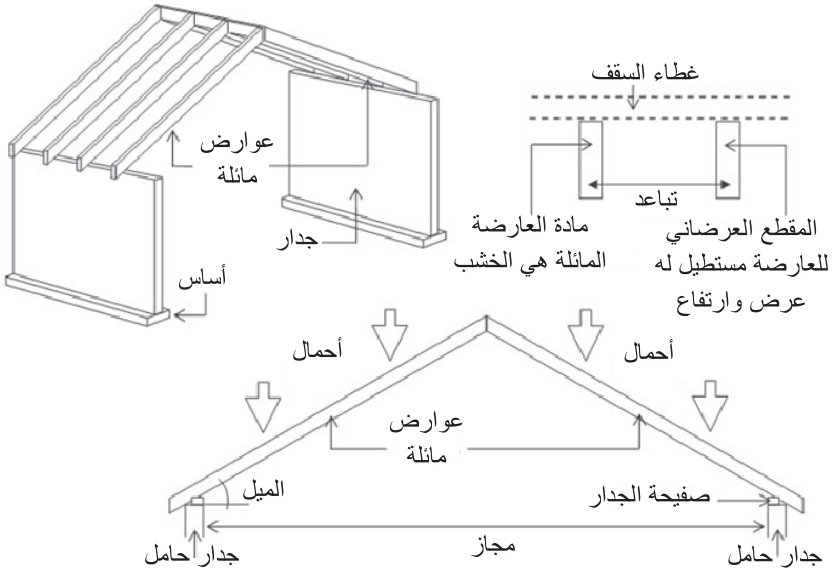 غطاء السقف
عوارض
مائلة
تباعد
المقطع العرضاني
للعارضة مستطيل له
عرض وارتفاع
مادة العارضة
المائلة هي الخشب
جدار
أساس
أحمال
أحمال
عوارض
مائلة
صفيحة الجدار
الميل
مجاز
جدار حامل
جدار حامل